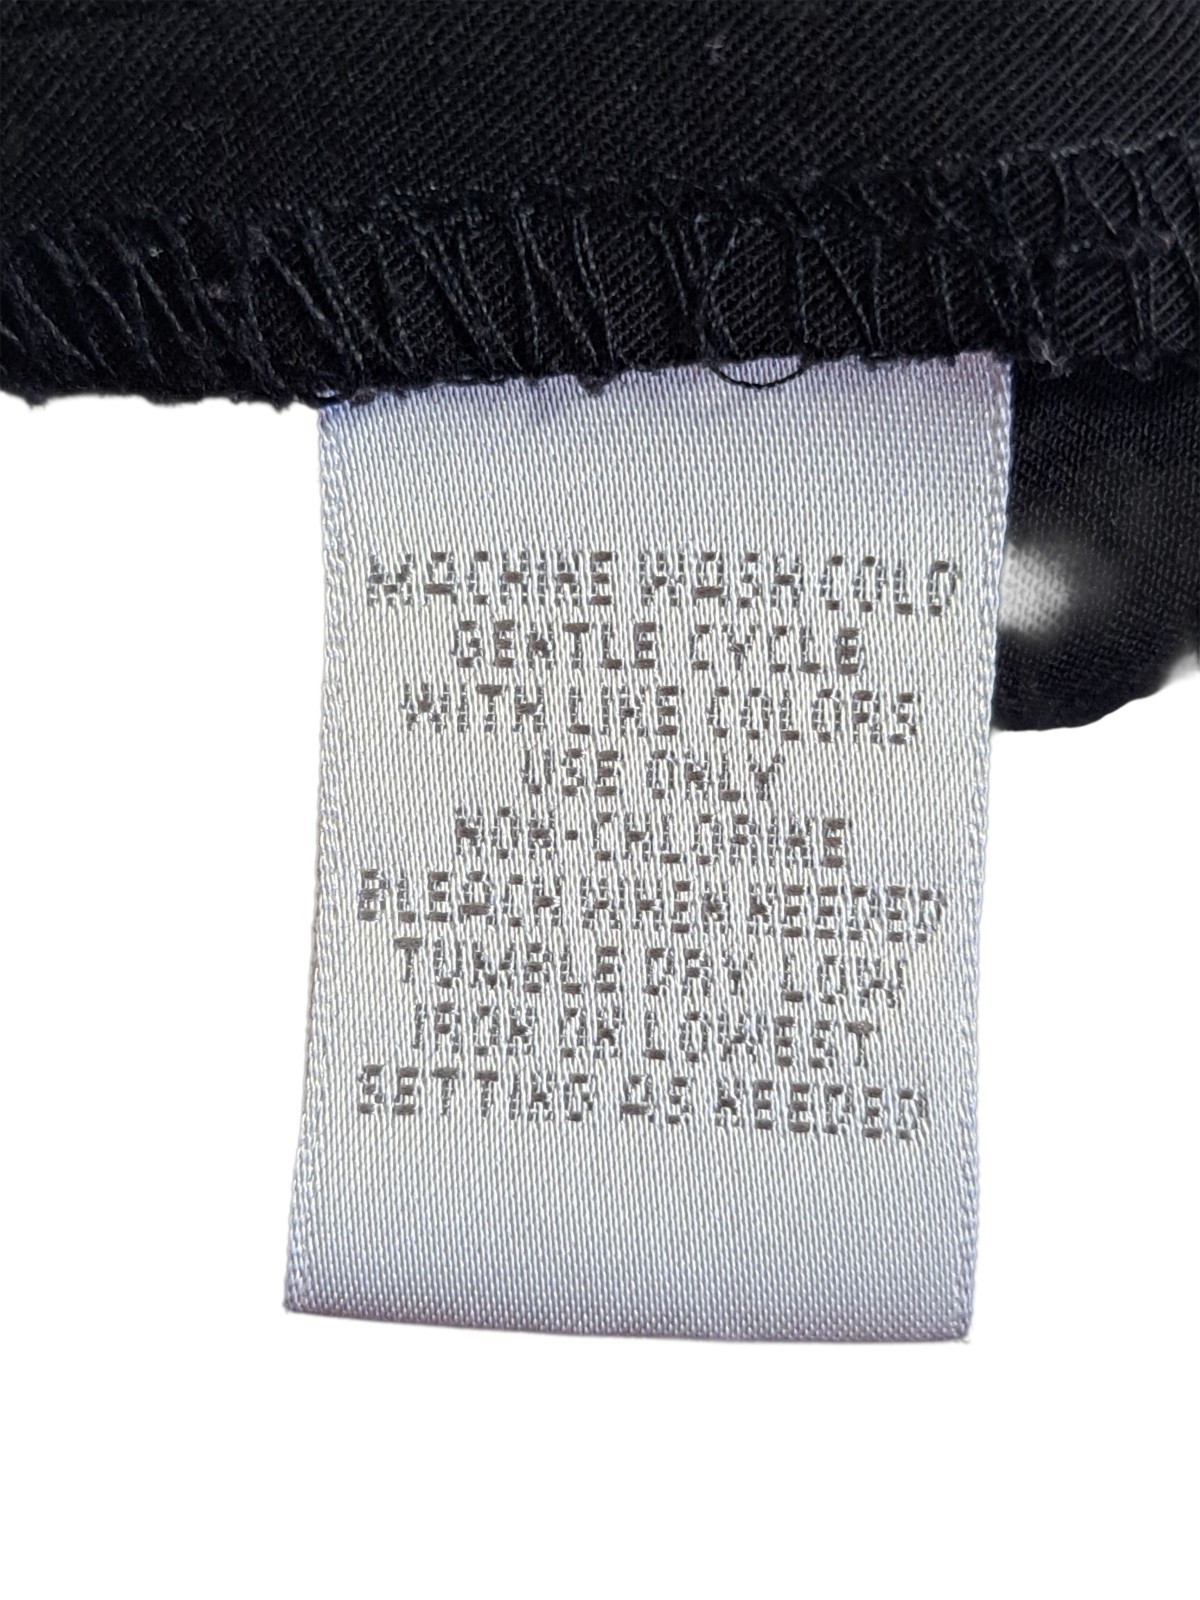 MACHINE WASH COLD
GENTLE CYCLE
WITH LIKE COLORS
USE ONLY
NON-CHLORINE
BLEACH WHEN NEEDED
TUMBLE DRY LOW
IRON ON LOWEST
SETTING AS NEEDED